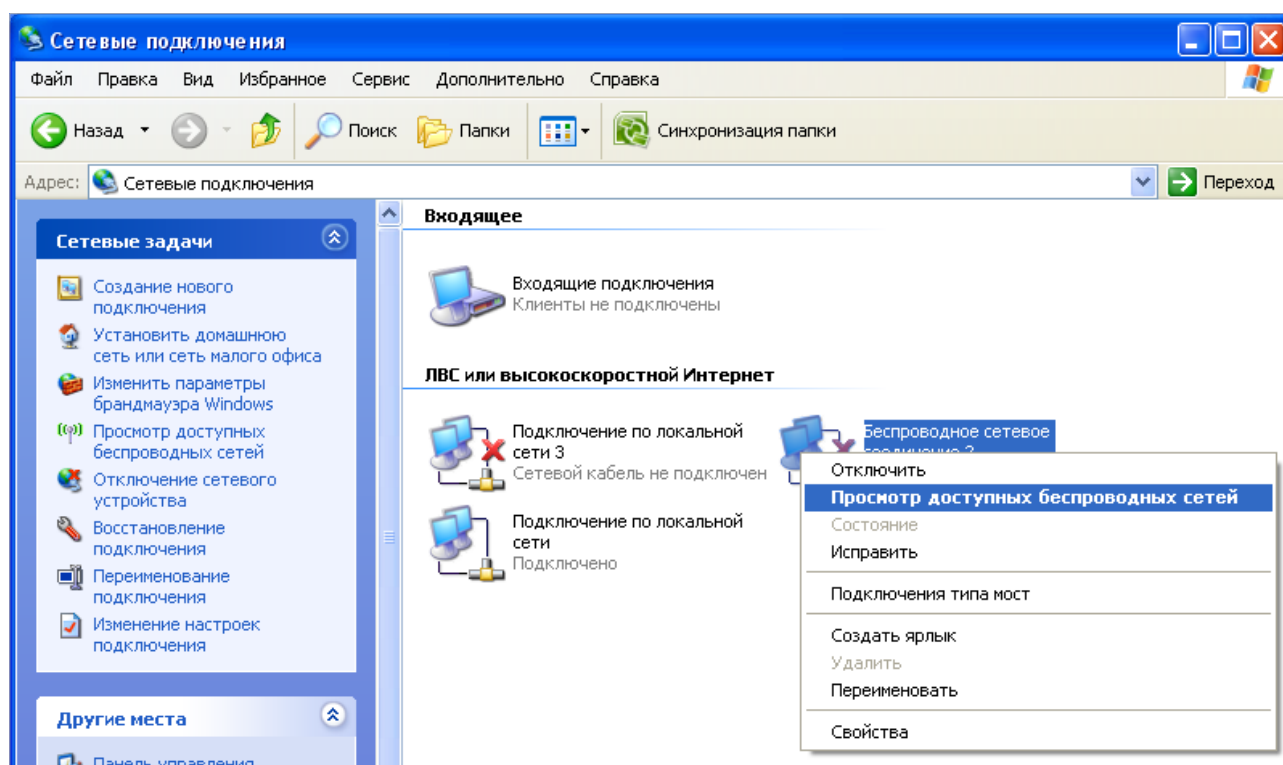 Сетевые подключения
Файл Правка Вид Избранное Сервис Дополнительно Справка
Назад Поиск Папки Синхронизация папки
Адрес: Сетевые подключения Переход
Сетевые задачи
Создание нового
подключения
Установить домашнюю
сеть или сеть малого офиса
Изменить параметры
брандмауэра Windows
Просмотр доступных
беспроводных сетей
Отключение сетевого
устройства
Восстановление
подключения
Переименование
подключения
Изменение настроек
подключения
Другие места
Панель управления
Входящее
Входящие подключения
Клиенты не подключены
ЛВС или высокоскоростной Интернет
Подключение по локальной
сети 3
Сетевой кабель не подключен
Беспроводное сетевое
соединение 2
Подключение по локальной
сети
Подключено
Отключить
Просмотр доступных беспроводных сетей
Состояние
Исправить
Подключения типа мост
Создать ярлык
Удалить
Переименовать
Свойства